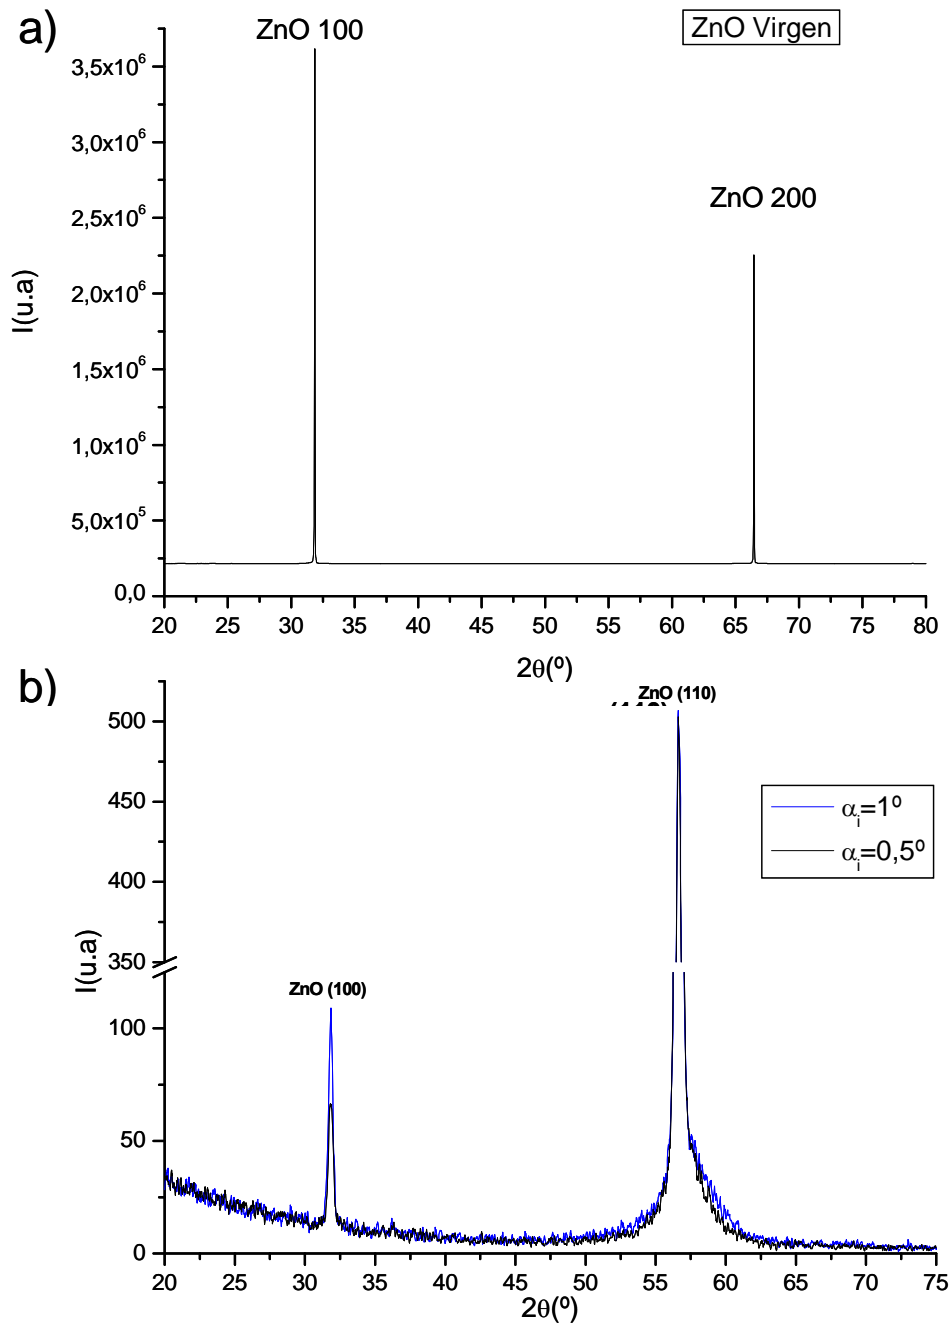 a)
ZnO 100
ZnO Virgen
3,5x10⁶
3,0x10⁶
ZnO 200
2,5x10⁶
I(u.a)
2,0x10⁶
1,5x10⁶
1,0x10⁶
5,0x10⁵
0,0
20 25 30 35 40 45 50 55 60 65 70 75 80
2θ(º)
b)
ZnO (110)
500
450
αi=1º
αi=0,5º
400
350
I(u.a)
ZnO (100)
100
50
0
20 25 30 35 40 45 50 55 60 65 70 75
2θ(º)